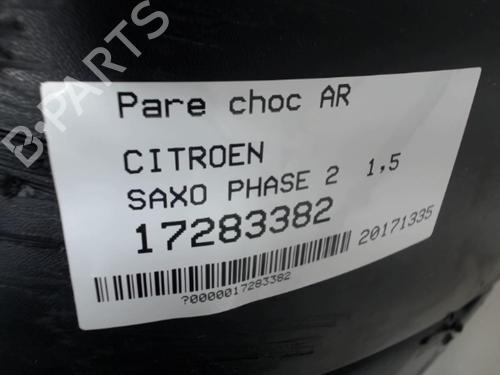 B-PARTS
Pare choc AR
CITROEN
SAXO PHASE 2 1,5
17283382
20171335
?0000017283382